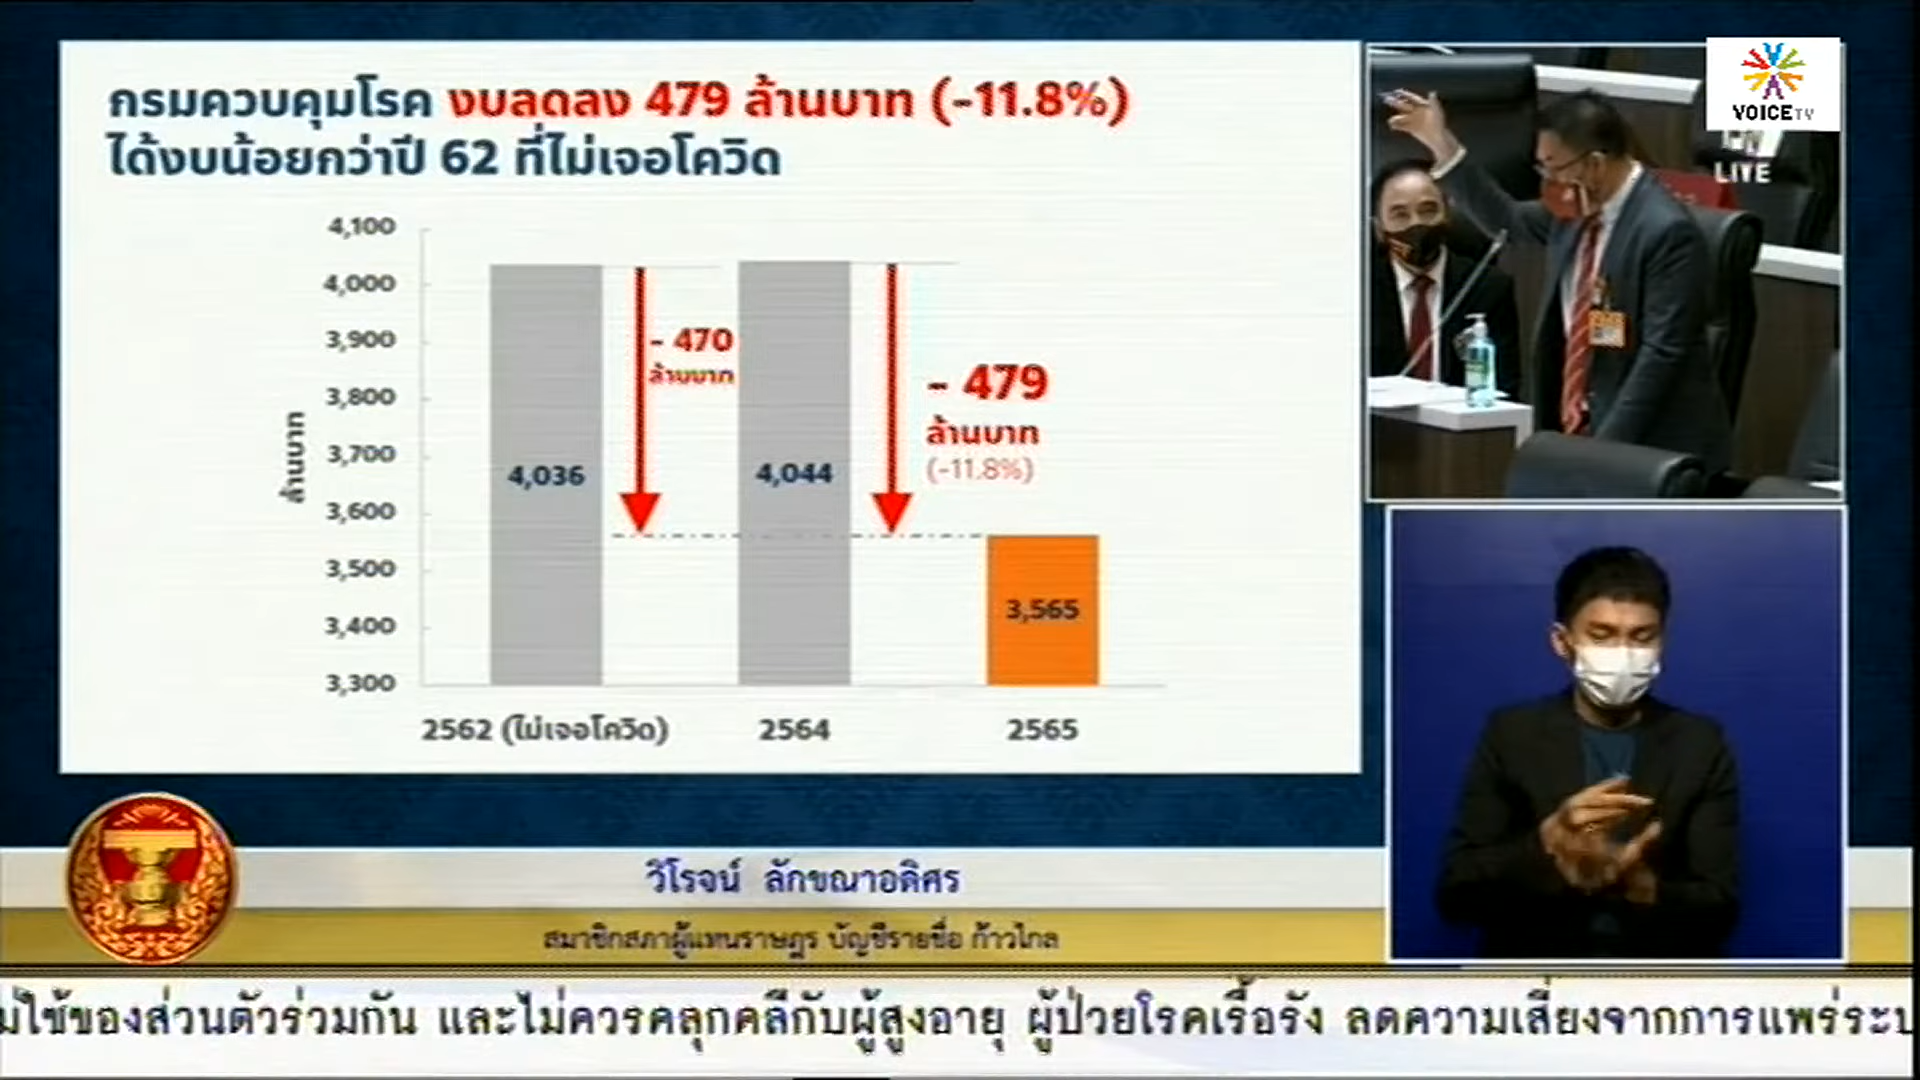 กรมควบคุมโรค งบลดลง 479 ล้านบาท (-11.8%)
ได้งบน้อยกว่าปี 62 ที่ไม่เจอโควิด
VOICE TV
LIVE
4,100
4,000
3,900
3,800
3,700
3,600
3,500
3,400
3,300
ล้านบาท
- 470
ล้านบาท
- 479
ล้านบาท
(-11.8%)
4,036
4,044
3,565
2562 (ไม่เจอโควิด)
2564
2565
วิโรจน์ ลักขณาอดิศร
สมาชิกสภาผู้แทนราษฎร บัญชีรายชื่อ ก้าวไกล
ใช้ของส่วนตัวร่วมกัน และไม่ควรคลุกคลีกับผู้สูงอายุ ผู้ป่วยโรคเรื้อรัง ลดความเสี่ยงจากการแพร่ระบ